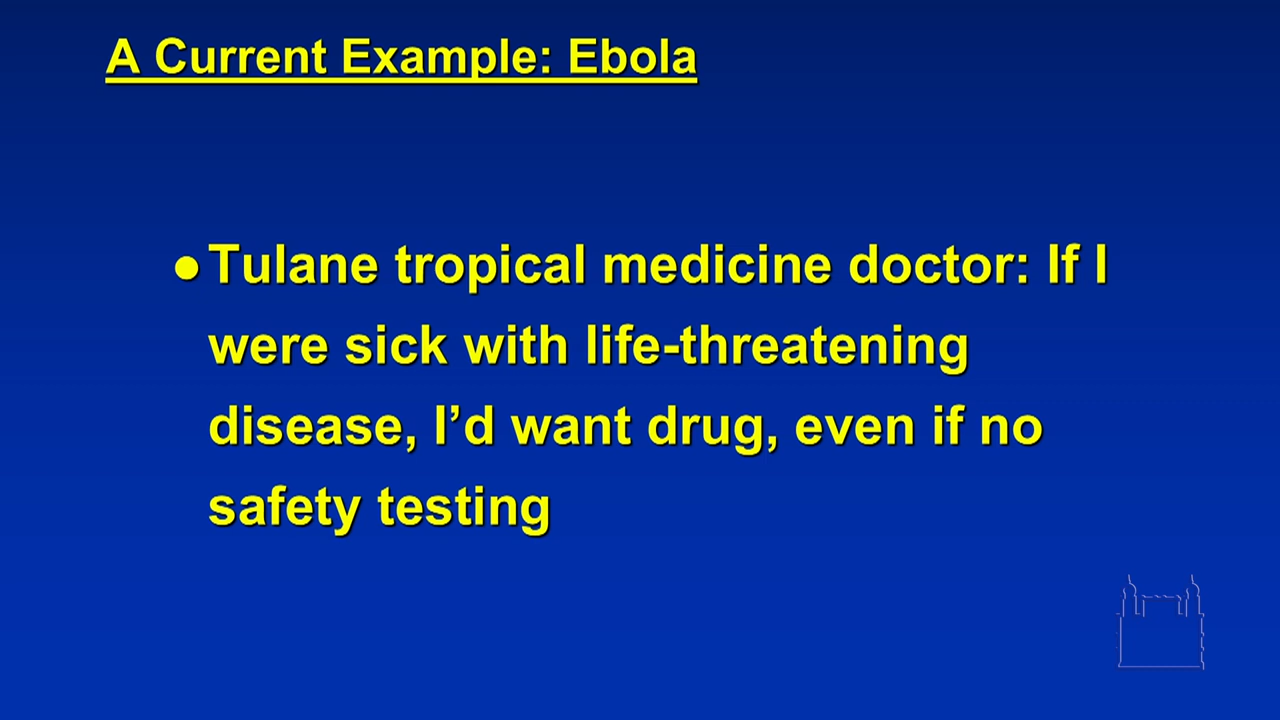 A Current Example: Ebola
● Tulane tropical medicine doctor: If I
were sick with life-threatening
disease, I’d want drug, even if no
safety testing